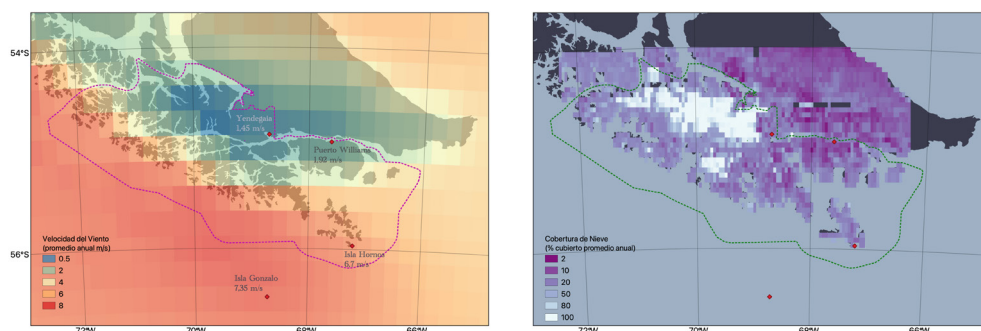 54°S
56°S
Yendegaia
1.45 m/s
Puerto Williams
1.92 m/s
Isla Hornos
6.7 m/s
Isla Gonzalo
7.35 m/s
Velocidad del Viento
(promedio anual m/s)
0.5
2
4
6
8
72°W
70°W
68°W
66°W
Cobertura de Nieve
(% cubierto promedio anual)
2
10
20
50
80
100
72°W
70°W
68°W
66°W